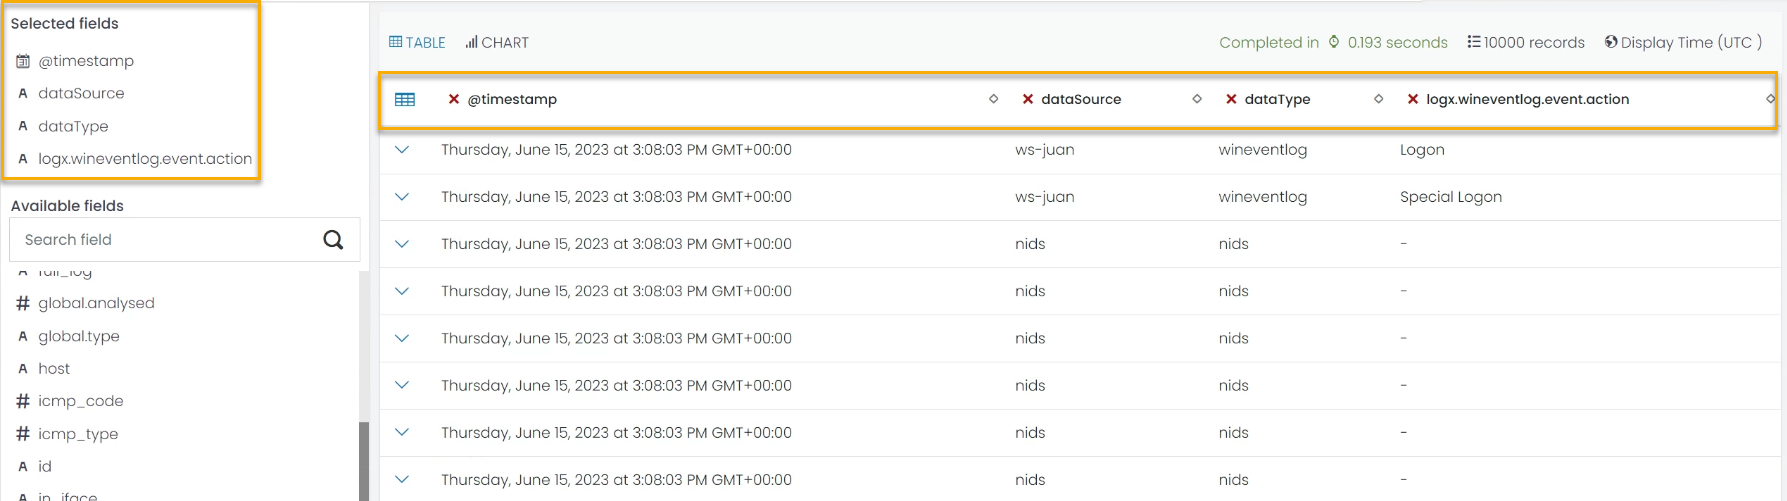 Selected fields
@timestamp
dataSource
dataType
logx.wineventlog.event.action
Available fields
Search field
full_log
global.analysed
global.type
host
icmp_code
icmp_type
id
in_iface
TABLE CHART Completed in 0.193 seconds 10000 records Display Time (UTC )
@timestamp dataSource dataType logx.wineventlog.event.action
Thursday, June 15, 2023 at 3:08:03 PM GMT+00:00 ws-juan wineventlog Logon
Thursday, June 15, 2023 at 3:08:03 PM GMT+00:00 ws-juan wineventlog Special Logon
Thursday, June 15, 2023 at 3:08:03 PM GMT+00:00 nids nids -
Thursday, June 15, 2023 at 3:08:03 PM GMT+00:00 nids nids -
Thursday, June 15, 2023 at 3:08:03 PM GMT+00:00 nids nids -
Thursday, June 15, 2023 at 3:08:03 PM GMT+00:00 nids nids -
Thursday, June 15, 2023 at 3:08:03 PM GMT+00:00 nids nids -
Thursday, June 15, 2023 at 3:08:03 PM GMT+00:00 nids nids -